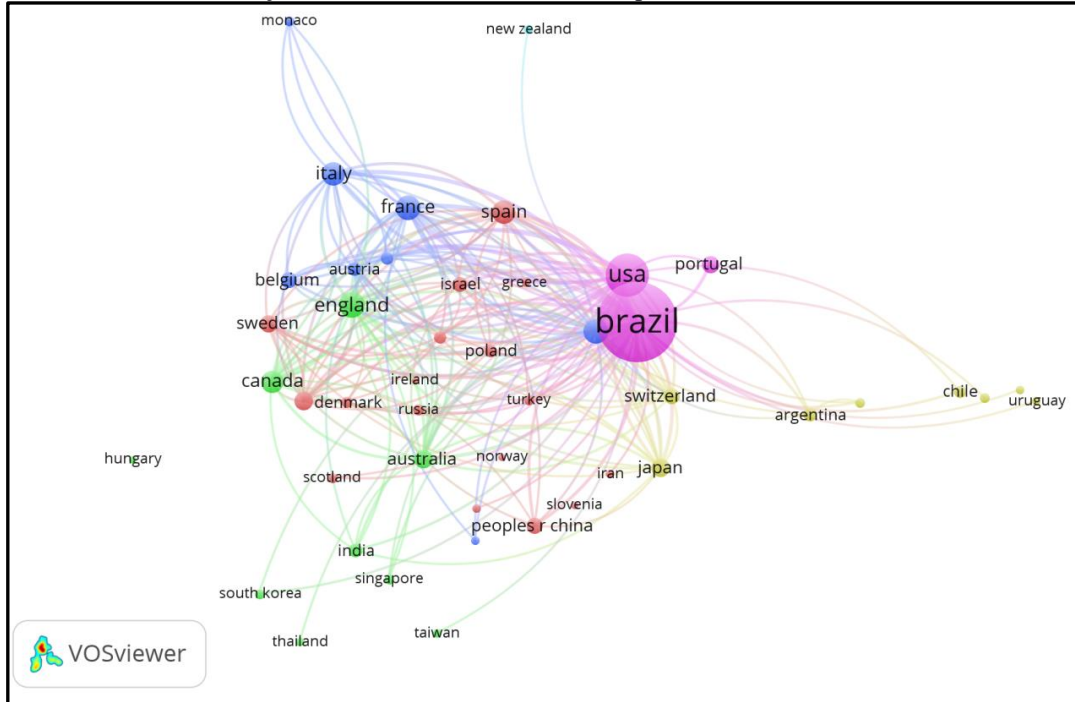 monaco
new zealand
italy
france
spain
usa
portugal
austria
belgium
israel
greece
england
brazil
sweden
poland
canada
ireland
switzerland
denmark
russia
turkey
chile
uruguay
argentina
hungary
australia
norway
japan
scotland
iran
slovenia
peoples r china
india
singapore
south korea
taiwan
thailand
VOSviewer